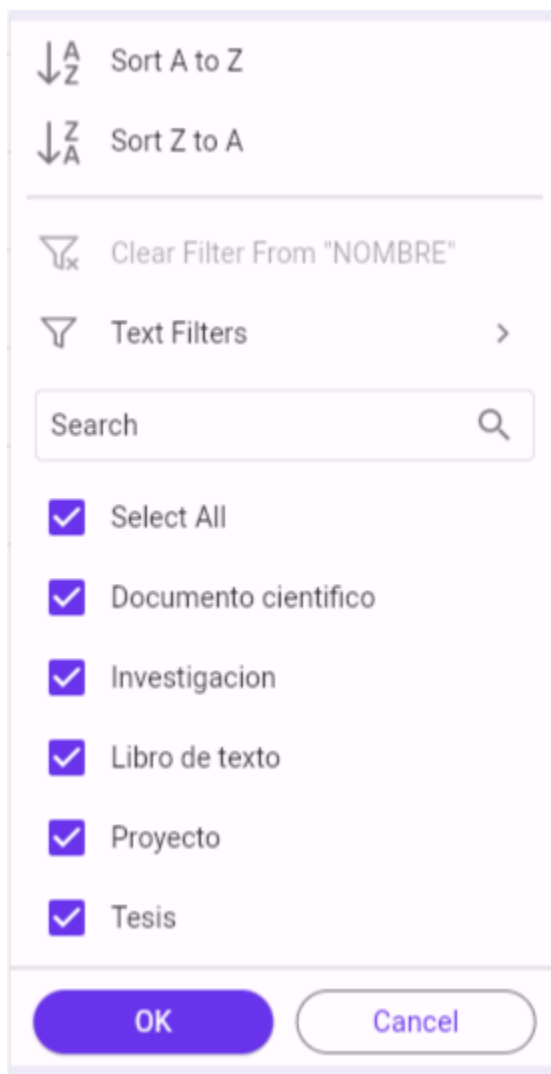 Sort A to Z
Sort Z to A
Clear Filter From "NOMBRE"
Text Filters
Search
Select All
Documento cientifico
Investigacion
Libro de texto
Proyecto
Tesis
OK
Cancel